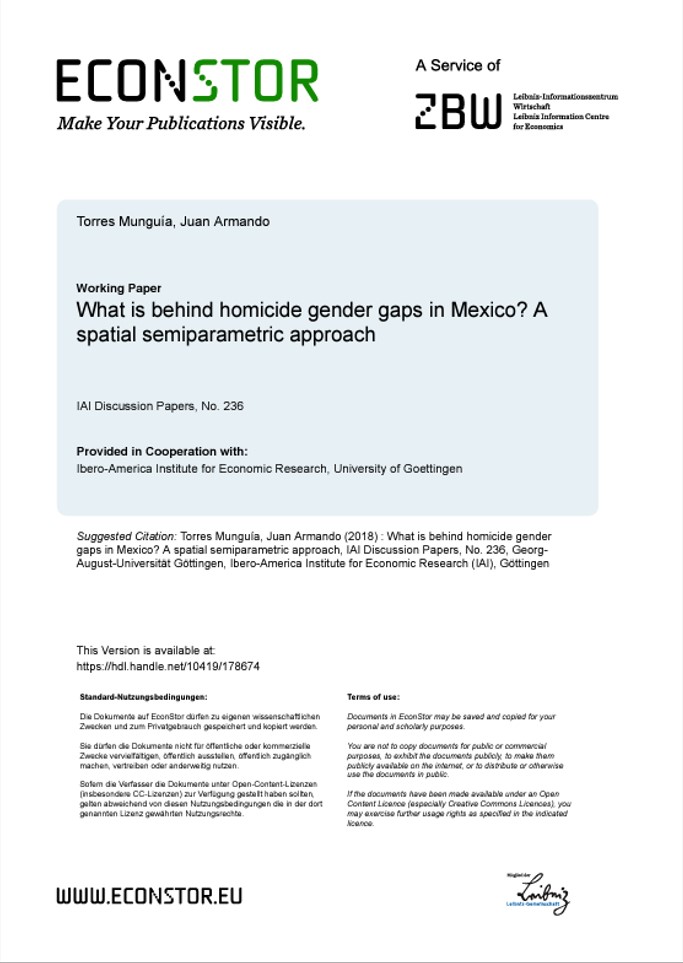 ECONSTOR
Make Your Publications Visible.
A Service of
ZBW
Leibniz-Informationszentrum
Wirtschaft
Leibniz Information Centre
for Economics
Torres Munguía, Juan Armando
Working Paper
What is behind homicide gender gaps in Mexico? A
spatial semiparametric approach
IAI Discussion Papers, No. 236
Provided in Cooperation with:
Ibero-America Institute for Economic Research, University of Goettingen
Suggested Citation: Torres Munguía, Juan Armando (2018) : What is behind homicide gender
gaps in Mexico? A spatial semiparametric approach, IAI Discussion Papers, No. 236, Georg-
August-Universität Göttingen, Ibero-America Institute for Economic Research (IAI), Göttingen
This Version is available at:
https://hdl.handle.net/10419/178674
Standard-Nutzungsbedingungen:
Die Dokumente auf EconStor dürfen zu eigenen wissenschaftlichen
Zwecken und zum Privatgebrauch gespeichert und kopiert werden.
Sie dürfen die Dokumente nicht für öffentliche oder kommerzielle
Zwecke vervielfältigen, öffentlich ausstellen, öffentlich zugänglich
machen, vertreiben oder anderweitig nutzen.
Sofern die Verfasser die Dokumente unter Open-Content-Lizenzen
(insbesondere CC-Lizenzen) zur Verfügung gestellt haben sollten,
gelten abweichend von diesen Nutzungsbedingungen die in der dort
genannten Lizenz gewährten Nutzungsrechte.
Terms of use:
Documents in EconStor may be saved and copied for your
personal and scholarly purposes.
You are not to copy documents for public or commercial
purposes, to exhibit the documents publicly, to make them
publicly available on the internet, or to distribute or otherwise
use the documents in public.
If the documents have been made available under an Open
Content Licence (especially Creative Commons Licences), you
may exercise further usage rights as specified in the indicated
licence.
WWW.ECONSTOR.EU
Mitglied der
Leibniz
Leibniz-Gemeinschaft